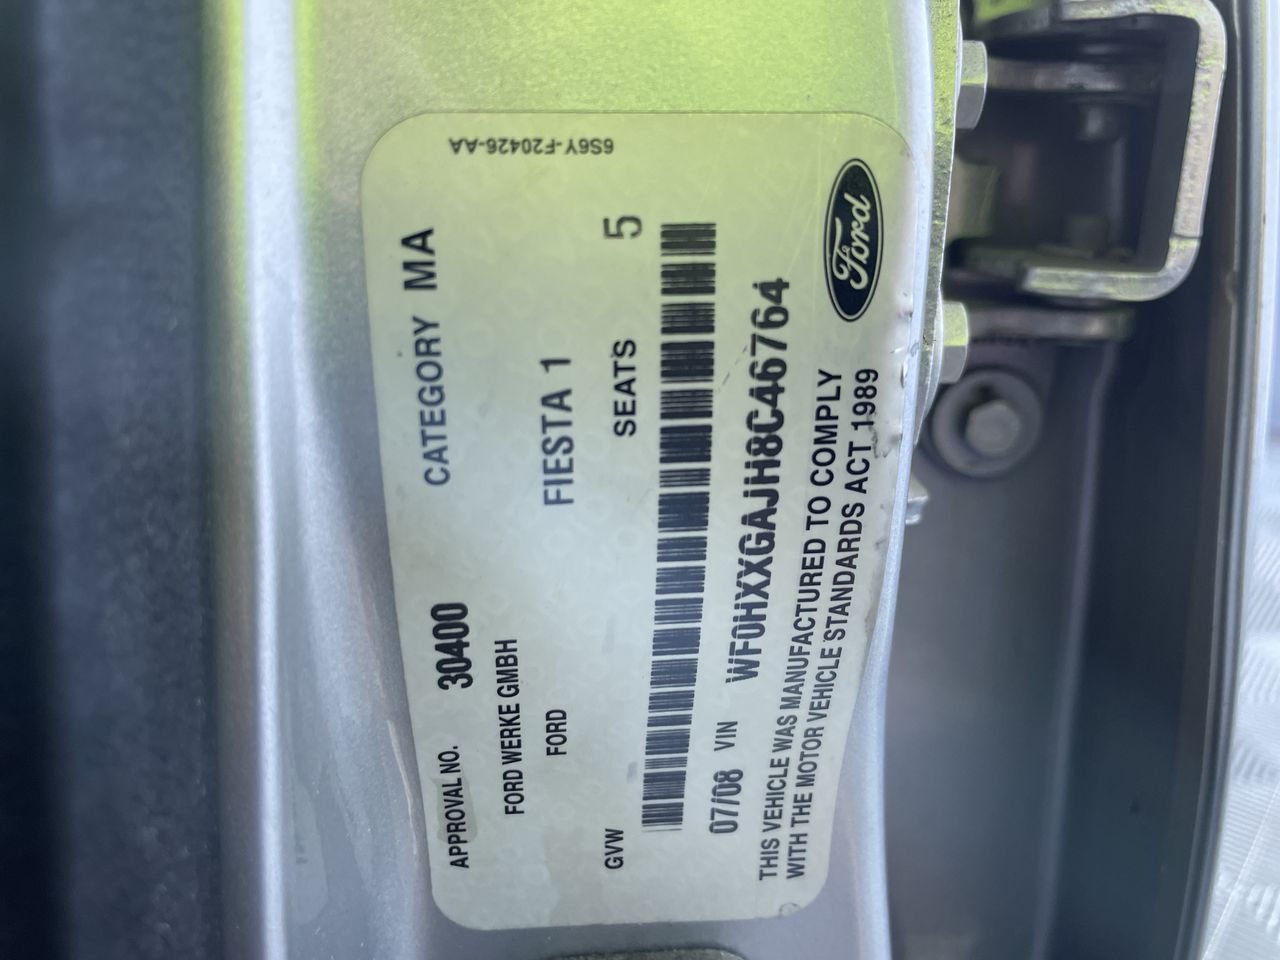 6S6Y-F20426-AA
APPROVAL NO. 30400 CATEGORY MA
FORD WERKE GMBH
FORD FIESTA 1
GVW SEATS 5
07/08 VIN WF0HXXGAJH8C46764
THIS VEHICLE WAS MANUFACTURED TO COMPLY
WITH THE MOTOR VEHICLE STANDARDS ACT 1989
Ford